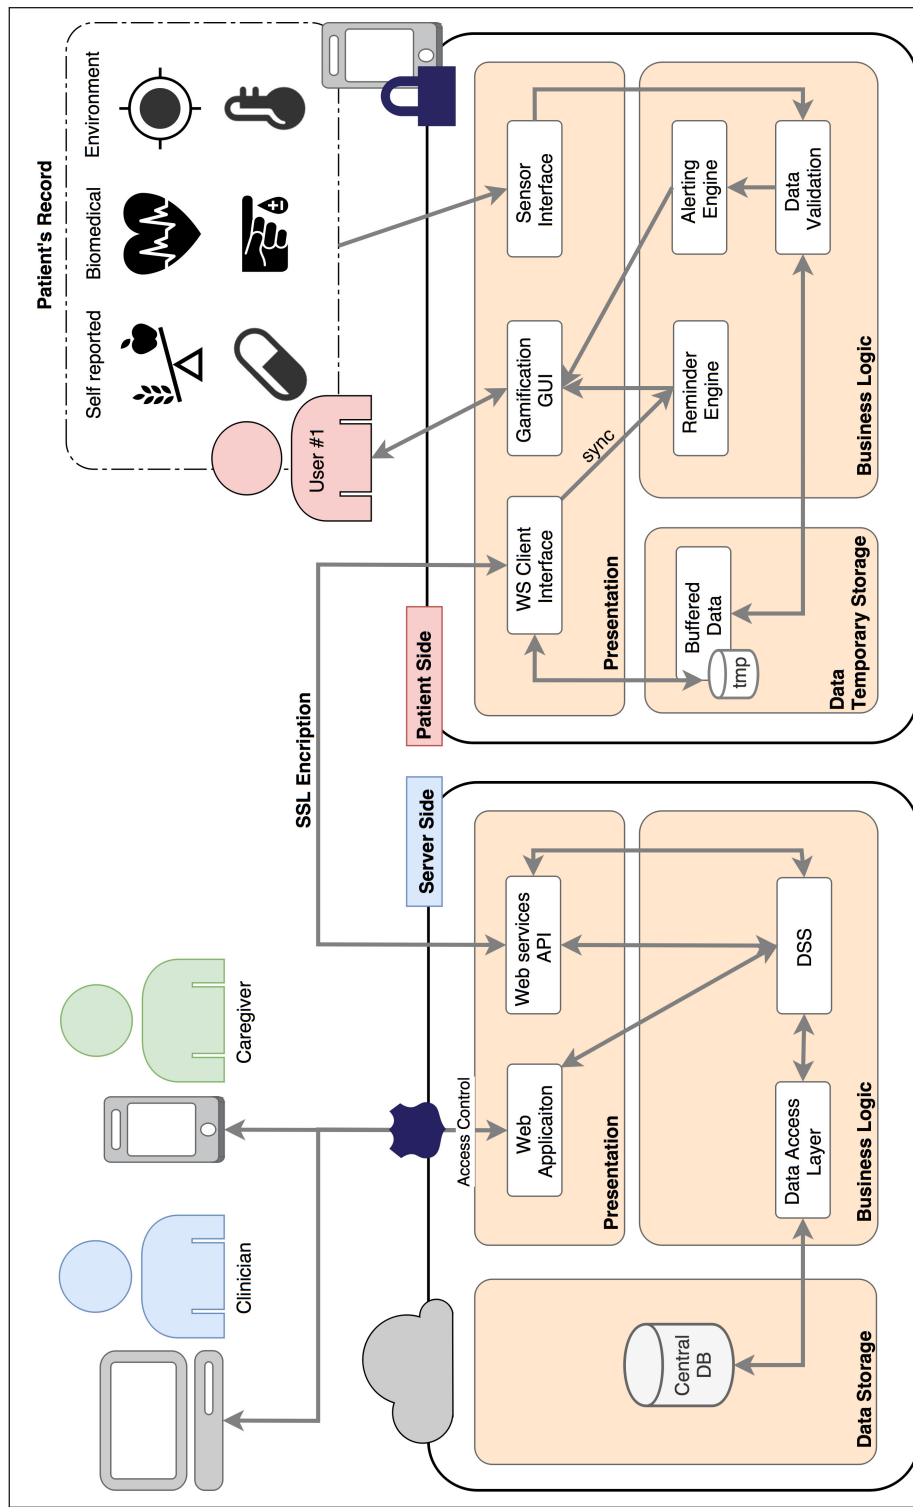 Patient's Record
Self reported
Biomedical
Environment
Clinician
Caregiver
User #1
SSL Encription
Server Side
Patient Side
Access Control
Web
Applicaiton
Web services
API
Presentation
WS Client
Interface
Gamification
GUI
Sensor
Interface
sync
Presentation
Central
DB
Data Storage
Data Access
Layer
DSS
Business Logic
Buffered
Data
tmp
Data
Temporary Storage
Reminder
Engine
Alerting
Engine
Data
Validation
Business Logic